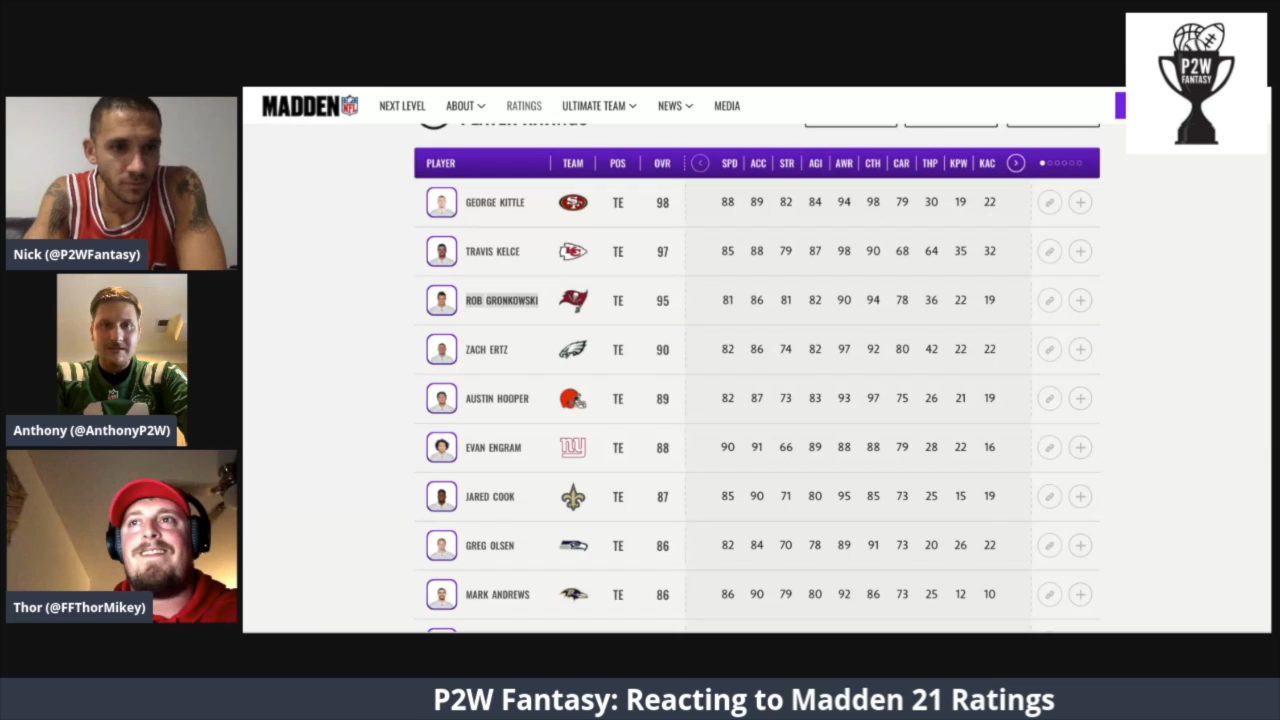 P2W
FANTASY
MADDEN NFL NEXT LEVEL ABOUT RATINGS ULTIMATE TEAM NEWS MEDIA
PLAYER RATINGS
PLAYER TEAM POS OVR SPD ACC STR AGI AWR CTH CAR THP KPW KAC
GEORGE KITTLE TE 98 88 89 82 84 94 98 79 30 19 22
TRAVIS KELCE TE 97 85 88 79 87 98 90 68 64 35 32
ROB GRONKOWSKI TE 95 81 86 81 82 90 94 78 36 22 19
ZACH ERTZ TE 90 82 86 74 82 97 92 80 42 22 22
AUSTIN HOOPER TE 89 82 87 73 83 93 97 75 26 21 19
EVAN ENGRAM ny TE 88 90 91 66 89 88 88 79 28 22 16
JARED COOK TE 87 85 90 71 80 95 85 73 25 15 19
GREG OLSEN TE 86 82 84 70 78 89 91 73 20 26 22
MARK ANDREWS TE 86 86 90 79 80 92 86 73 25 12 10
Nick (@P2WFantasy)
Anthony (@AnthonyP2W)
Thor (@FFThorMikey)
P2W Fantasy: Reacting to Madden 21 Ratings